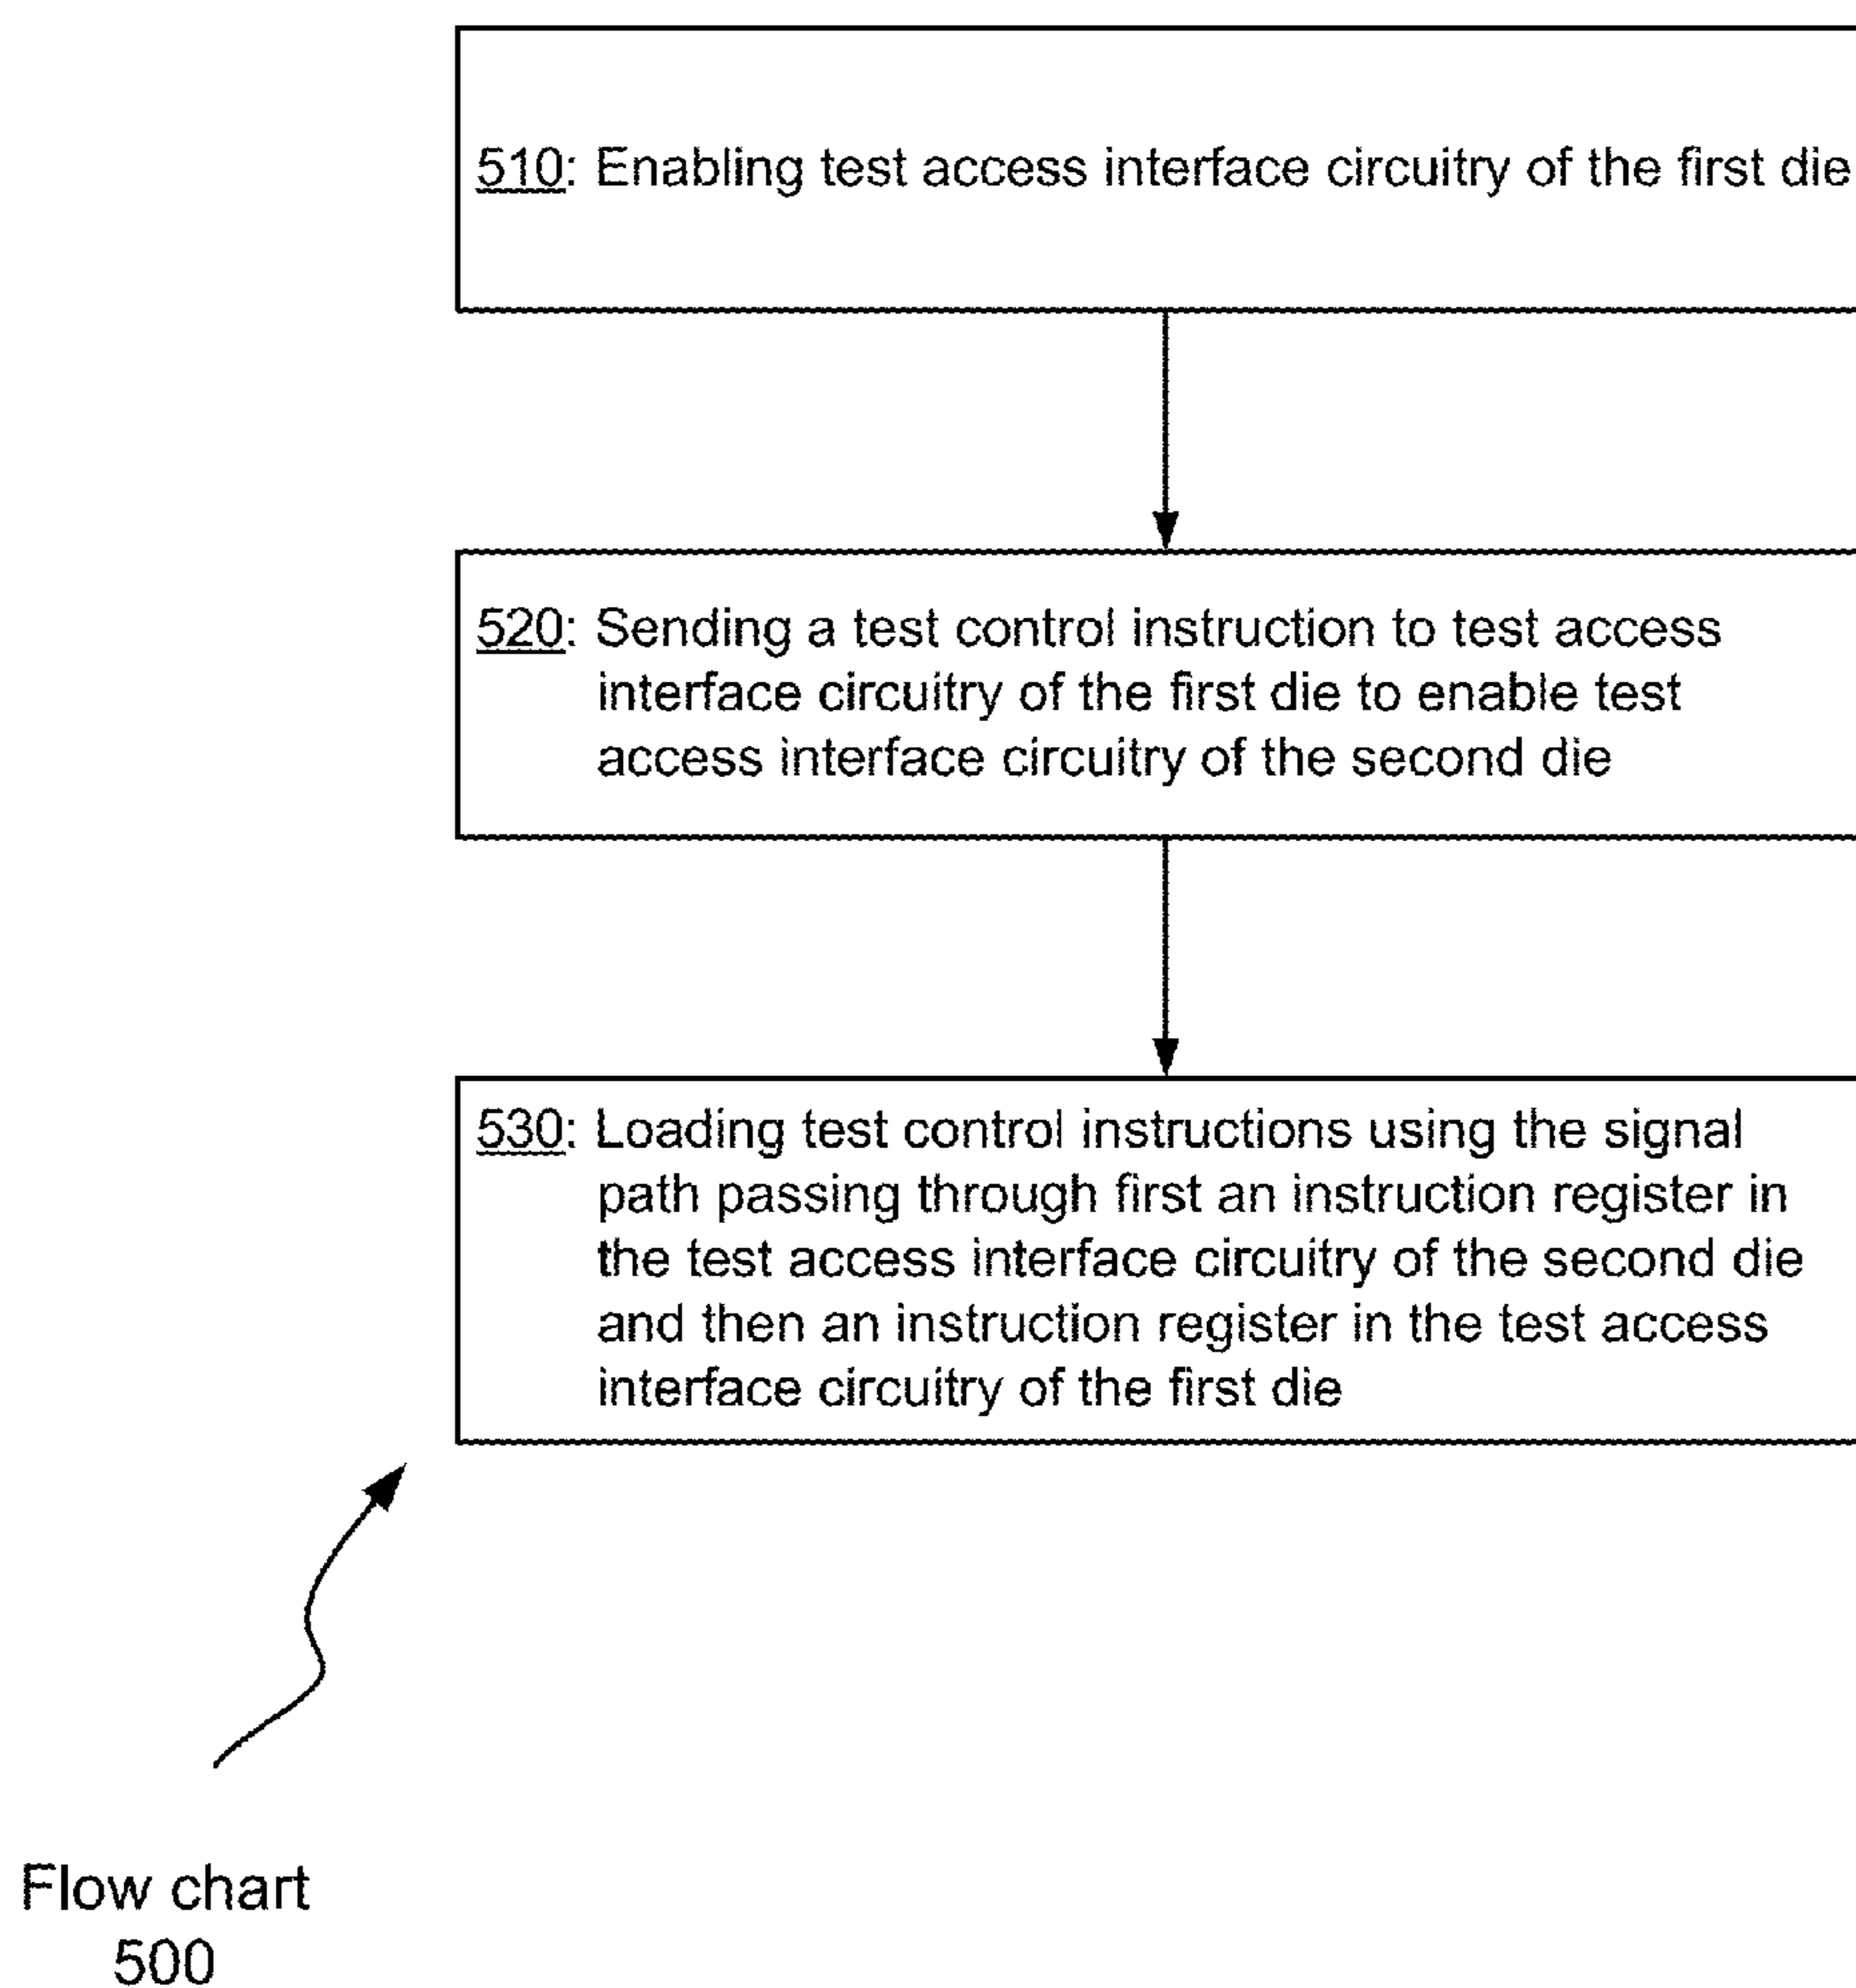 510: Enabling test access interface circuitry of the first die
520: Sending a test control instruction to test access
interface circuitry of the first die to enable test
access interface circuitry of the second die
530: Loading test control instructions using the signal
path passing through first an instruction register in
the test access interface circuitry of the second die
and then an instruction register in the test access
interface circuitry of the first die
Flow chart
500